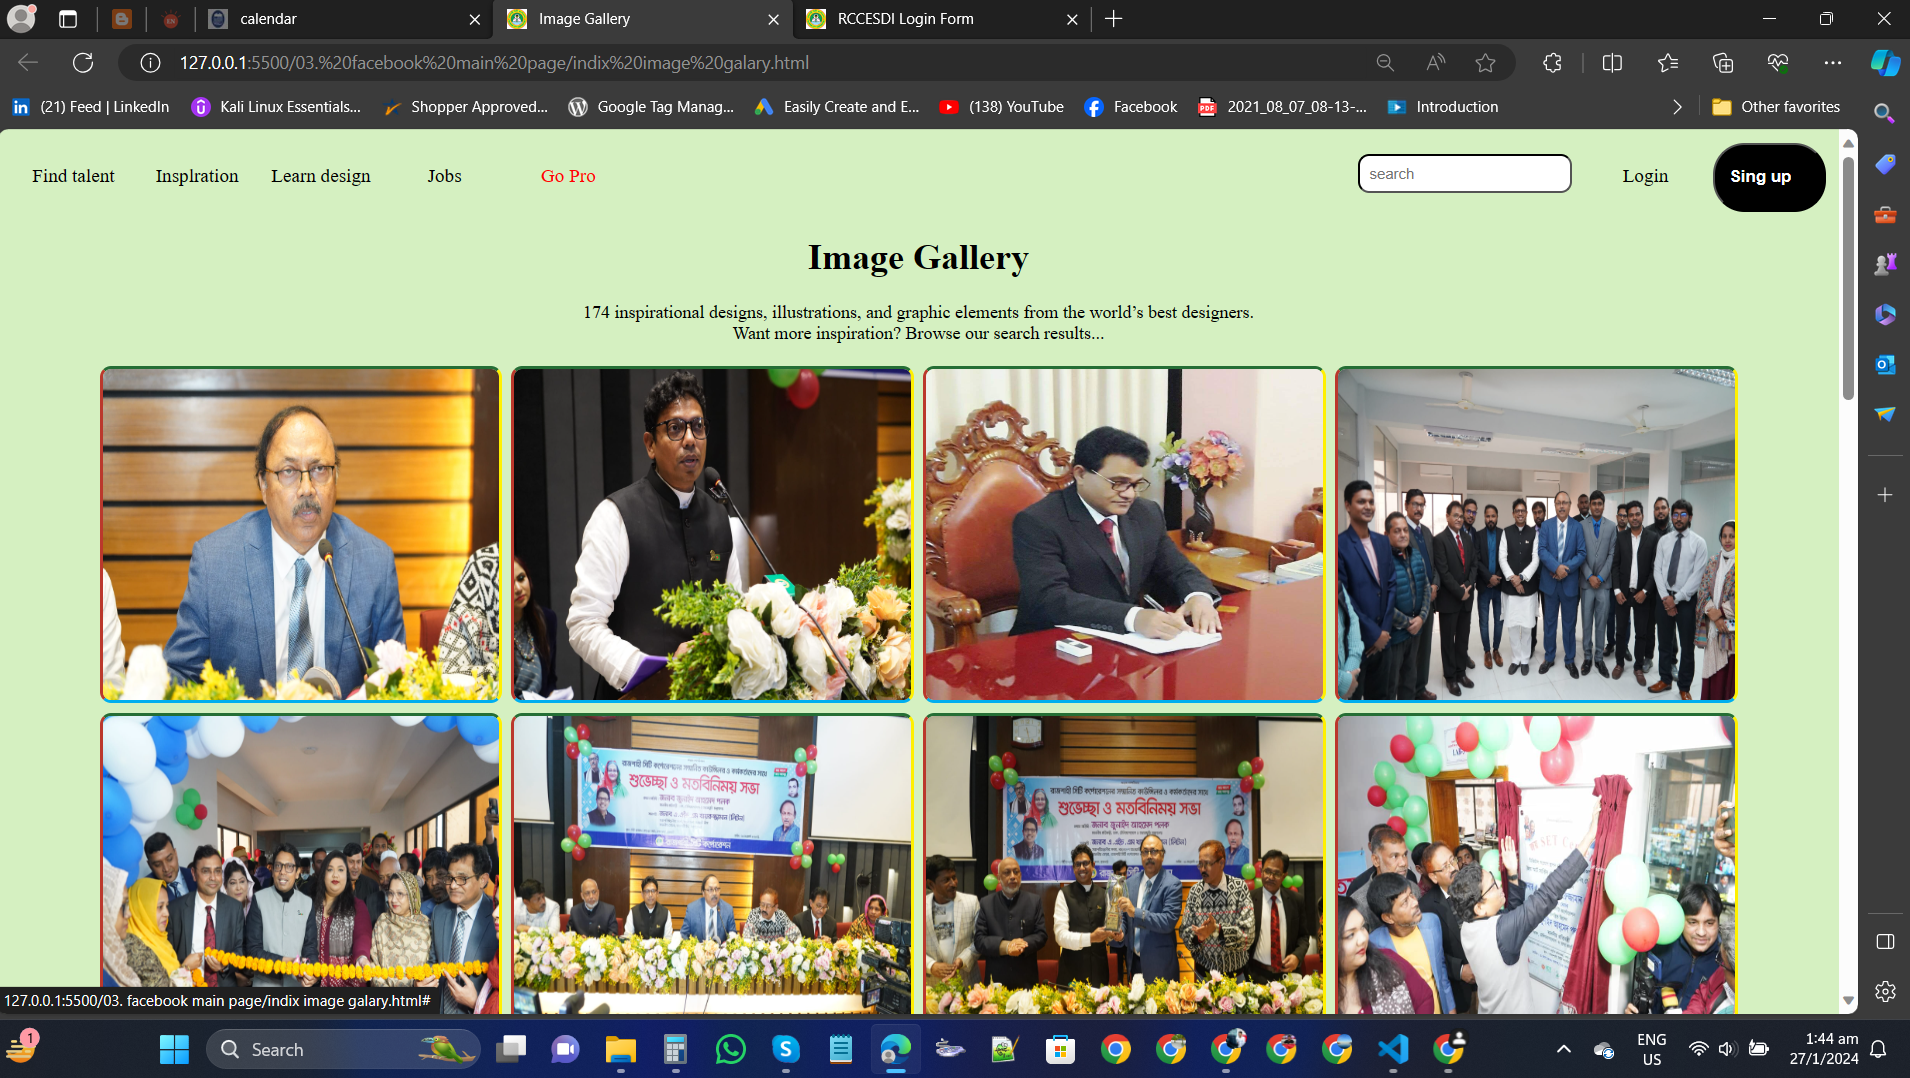 calendar
Image Gallery
RCCESDI Login Form
127.0.0.1:5500/03.%20facebook%20main%20page/indix%20image%20galary.html
(21) Feed | LinkedIn
Kali Linux Essentials...
Shopper Approved...
Google Tag Manag...
Easily Create and E...
(138) YouTube
Facebook
2021_08_07_08-13-...
Introduction
Other favorites
Find talent
InspIration
Learn design
Jobs
Go Pro
search
Login
Sing up
Image Gallery
174 inspirational designs, illustrations, and graphic elements from the world’s best designers.
Want more inspiration? Browse our search results...
শুভেচ্ছা ও মতবিনিময় সভা
শুভেচ্ছা ও মতবিনিময় সভা
127.0.0.1:5500/03. facebook main page/indix image galary.html#
1
Search
ENG
US
1:44 am
27/1/2024